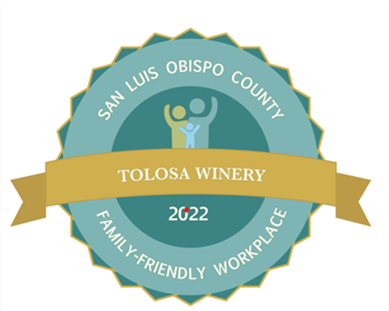 SAN LUIS OBISPO COUNTY
TOLOSA WINERY
2022
FAMILY-FRIENDLY WORKPLACE